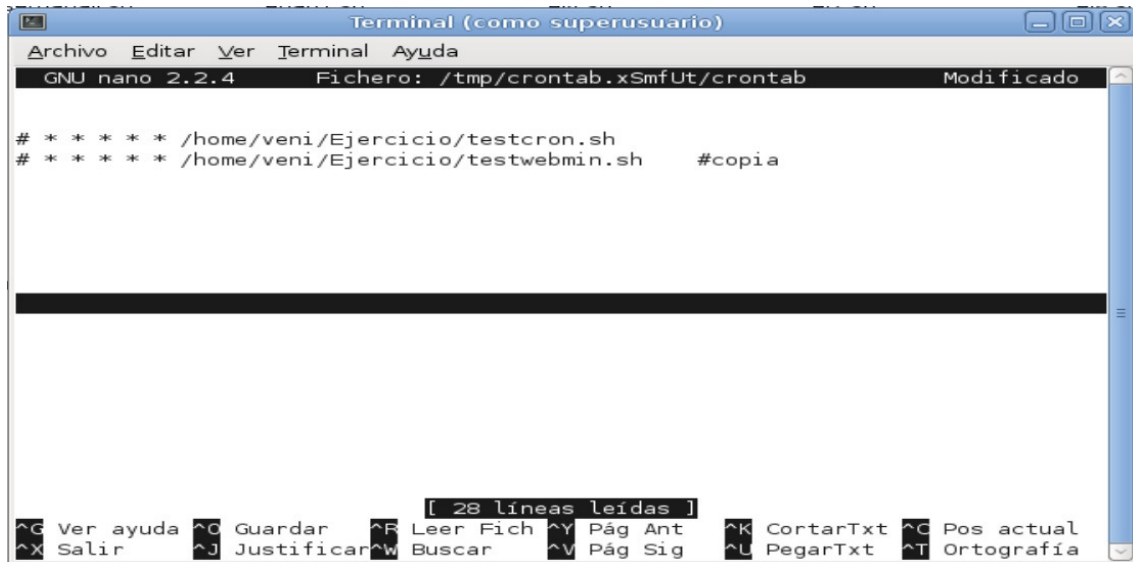 Terminal (como superusuario)
Archivo Editar Ver Terminal Ayuda
GNU nano 2.2.4 Fichero: /tmp/crontab.xSmfUt/crontab Modificado
# * * * * * /home/veni/Ejercicio/testcron.sh
# * * * * * /home/veni/Ejercicio/testwebmin.sh #copia
[ 28 líneas leídas ]
^G Ver ayuda ^O Guardar ^R Leer Fich ^Y Pág Ant ^K CortarTxt ^C Pos actual
^X Salir ^J Justificar ^W Buscar ^V Pág Sig ^U PegarTxt ^T Ortografía